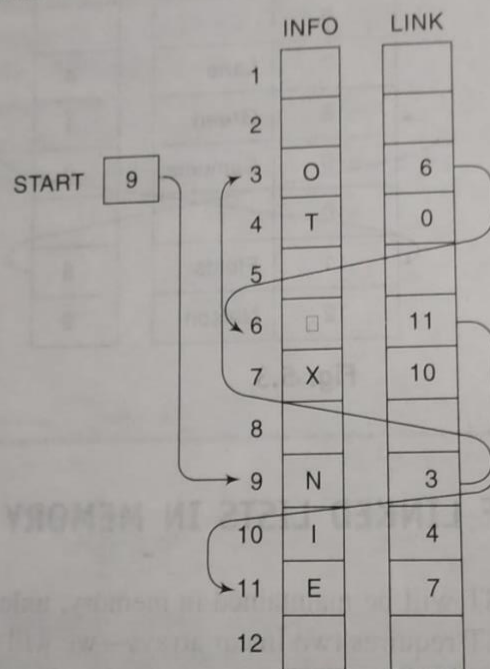 INFO LINK
1
2
START 9 3 O 6
4 T 0
5
6 □ 11
7 X 10
8
9 N 3
10 I 4
11 E 7
12